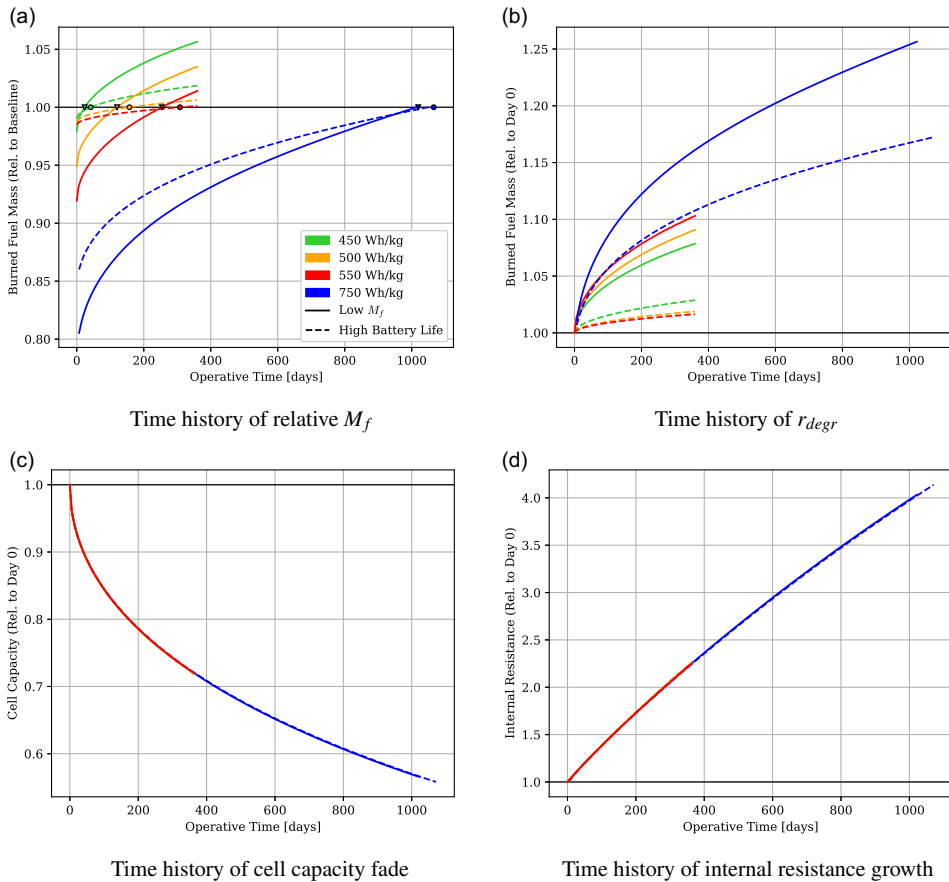 (a)
Burned Fuel Mass (Rel. to Baseline)
1.05
1.00
0.95
0.90
0.85
0.80
450 Wh/kg
500 Wh/kg
550 Wh/kg
750 Wh/kg
Low M_f
High Battery Life
0 200 400 600 800 1000
Operative Time [days]
Time history of relative M_f
(b)
Burned Fuel Mass (Rel. to Day 0)
1.25
1.20
1.15
1.10
1.05
1.00
0 200 400 600 800 1000
Operative Time [days]
Time history of r_degr
(c)
Cell Capacity (Rel. to Day 0)
1.0
0.9
0.8
0.7
0.6
0 200 400 600 800 1000
Operative Time [days]
Time history of cell capacity fade
(d)
Internal Resistance (Rel. to Day 0)
4.0
3.5
3.0
2.5
2.0
1.5
1.0
0 200 400 600 800 1000
Operative Time [days]
Time history of internal resistance growth